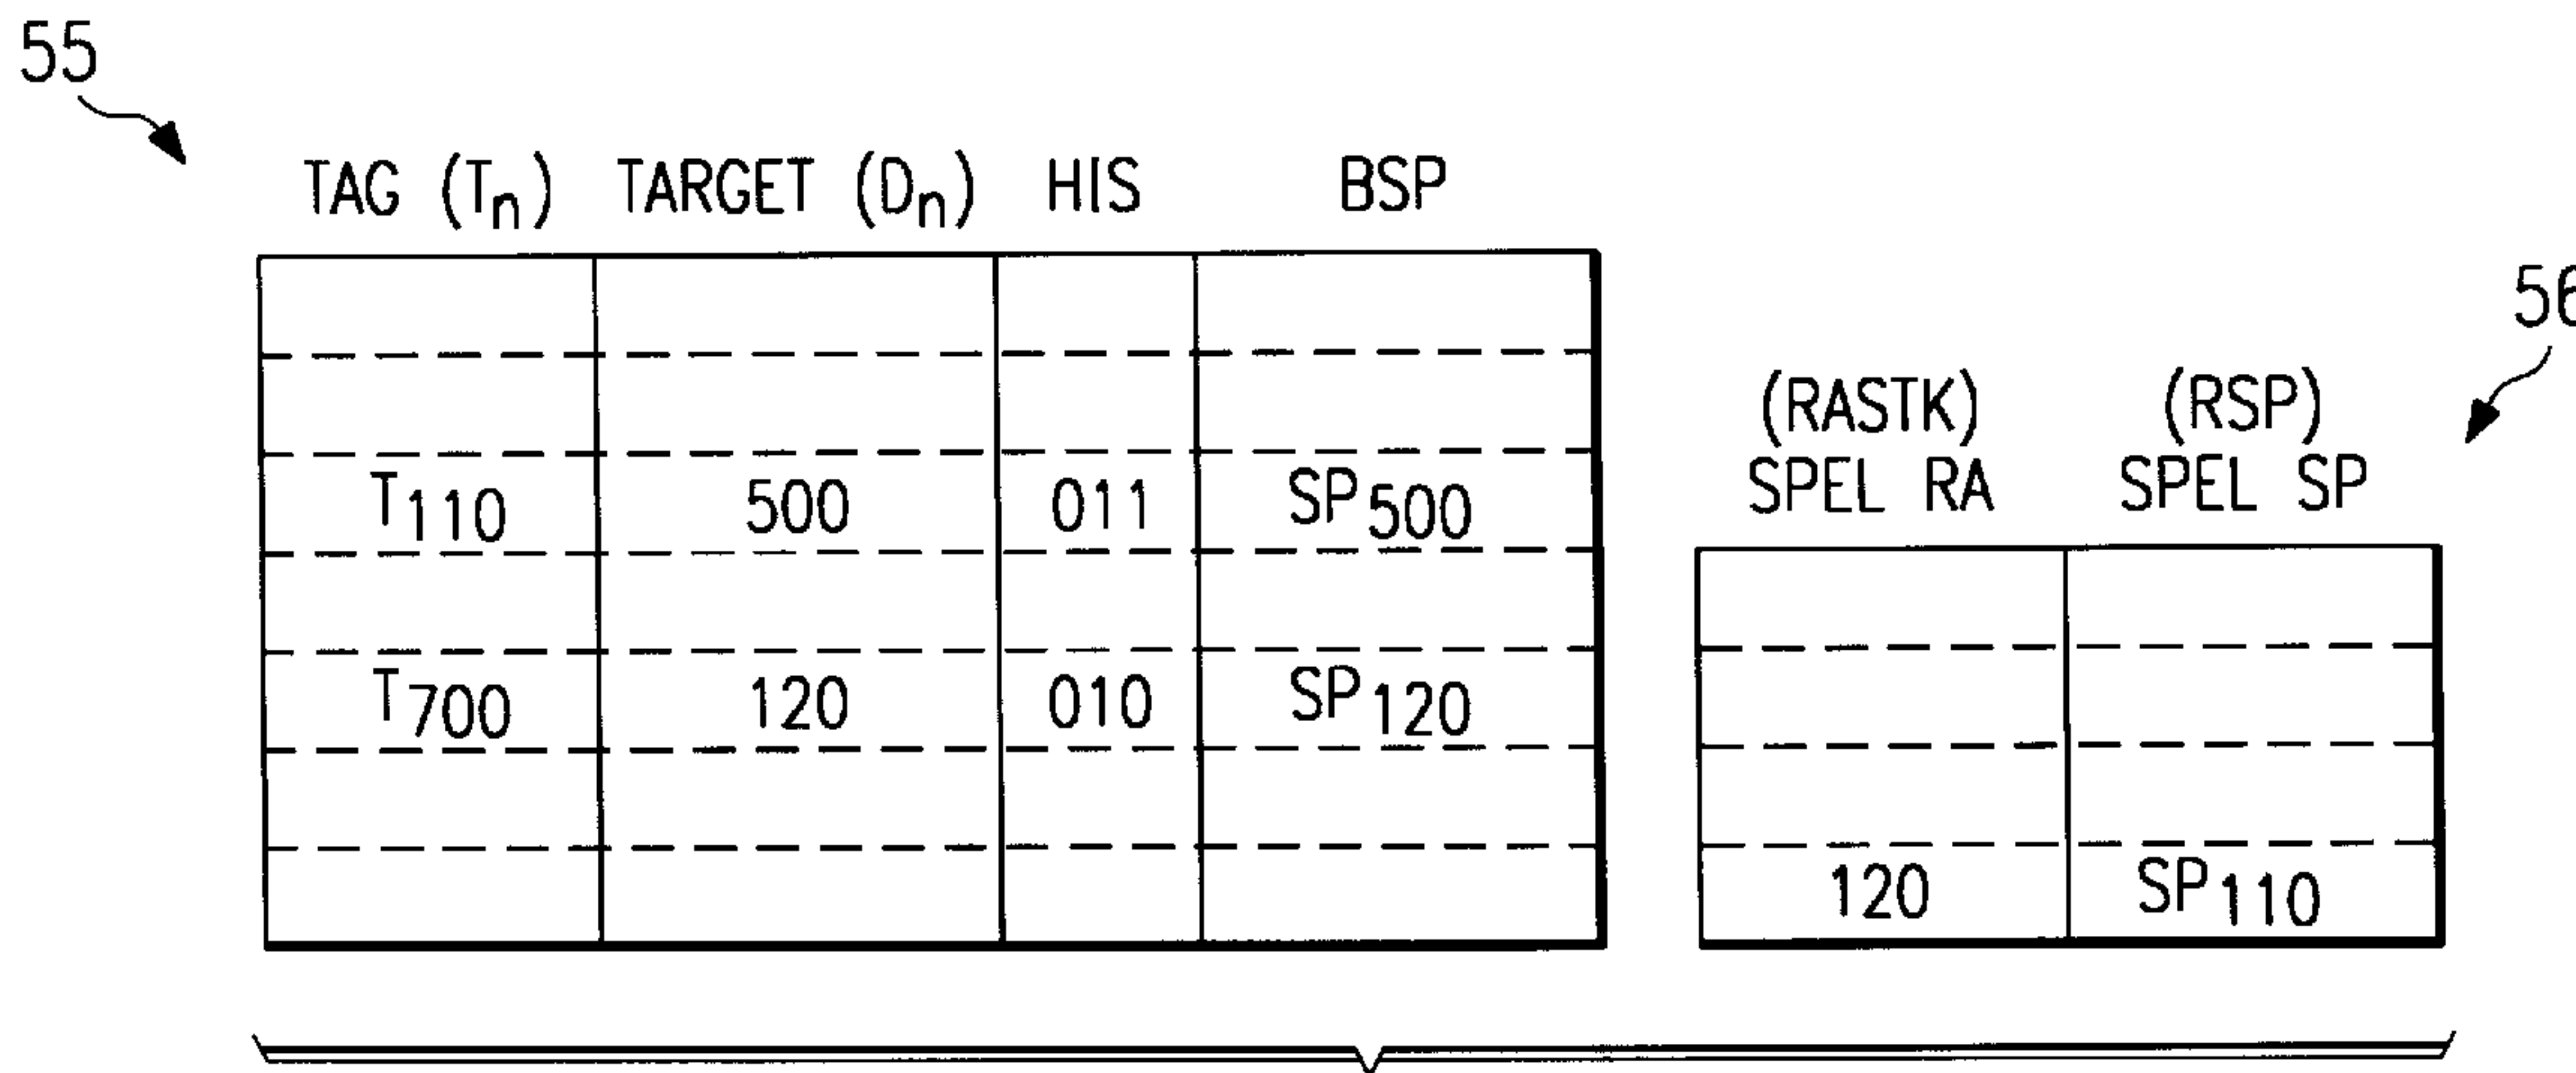 55
TAG (Tn) TARGET (Dn) HIS BSP
56
(RASTK) (RSP)
SPEL RA SPEL SP
T110 500 011 SP500
T700 120 010 SP120
120 SP110